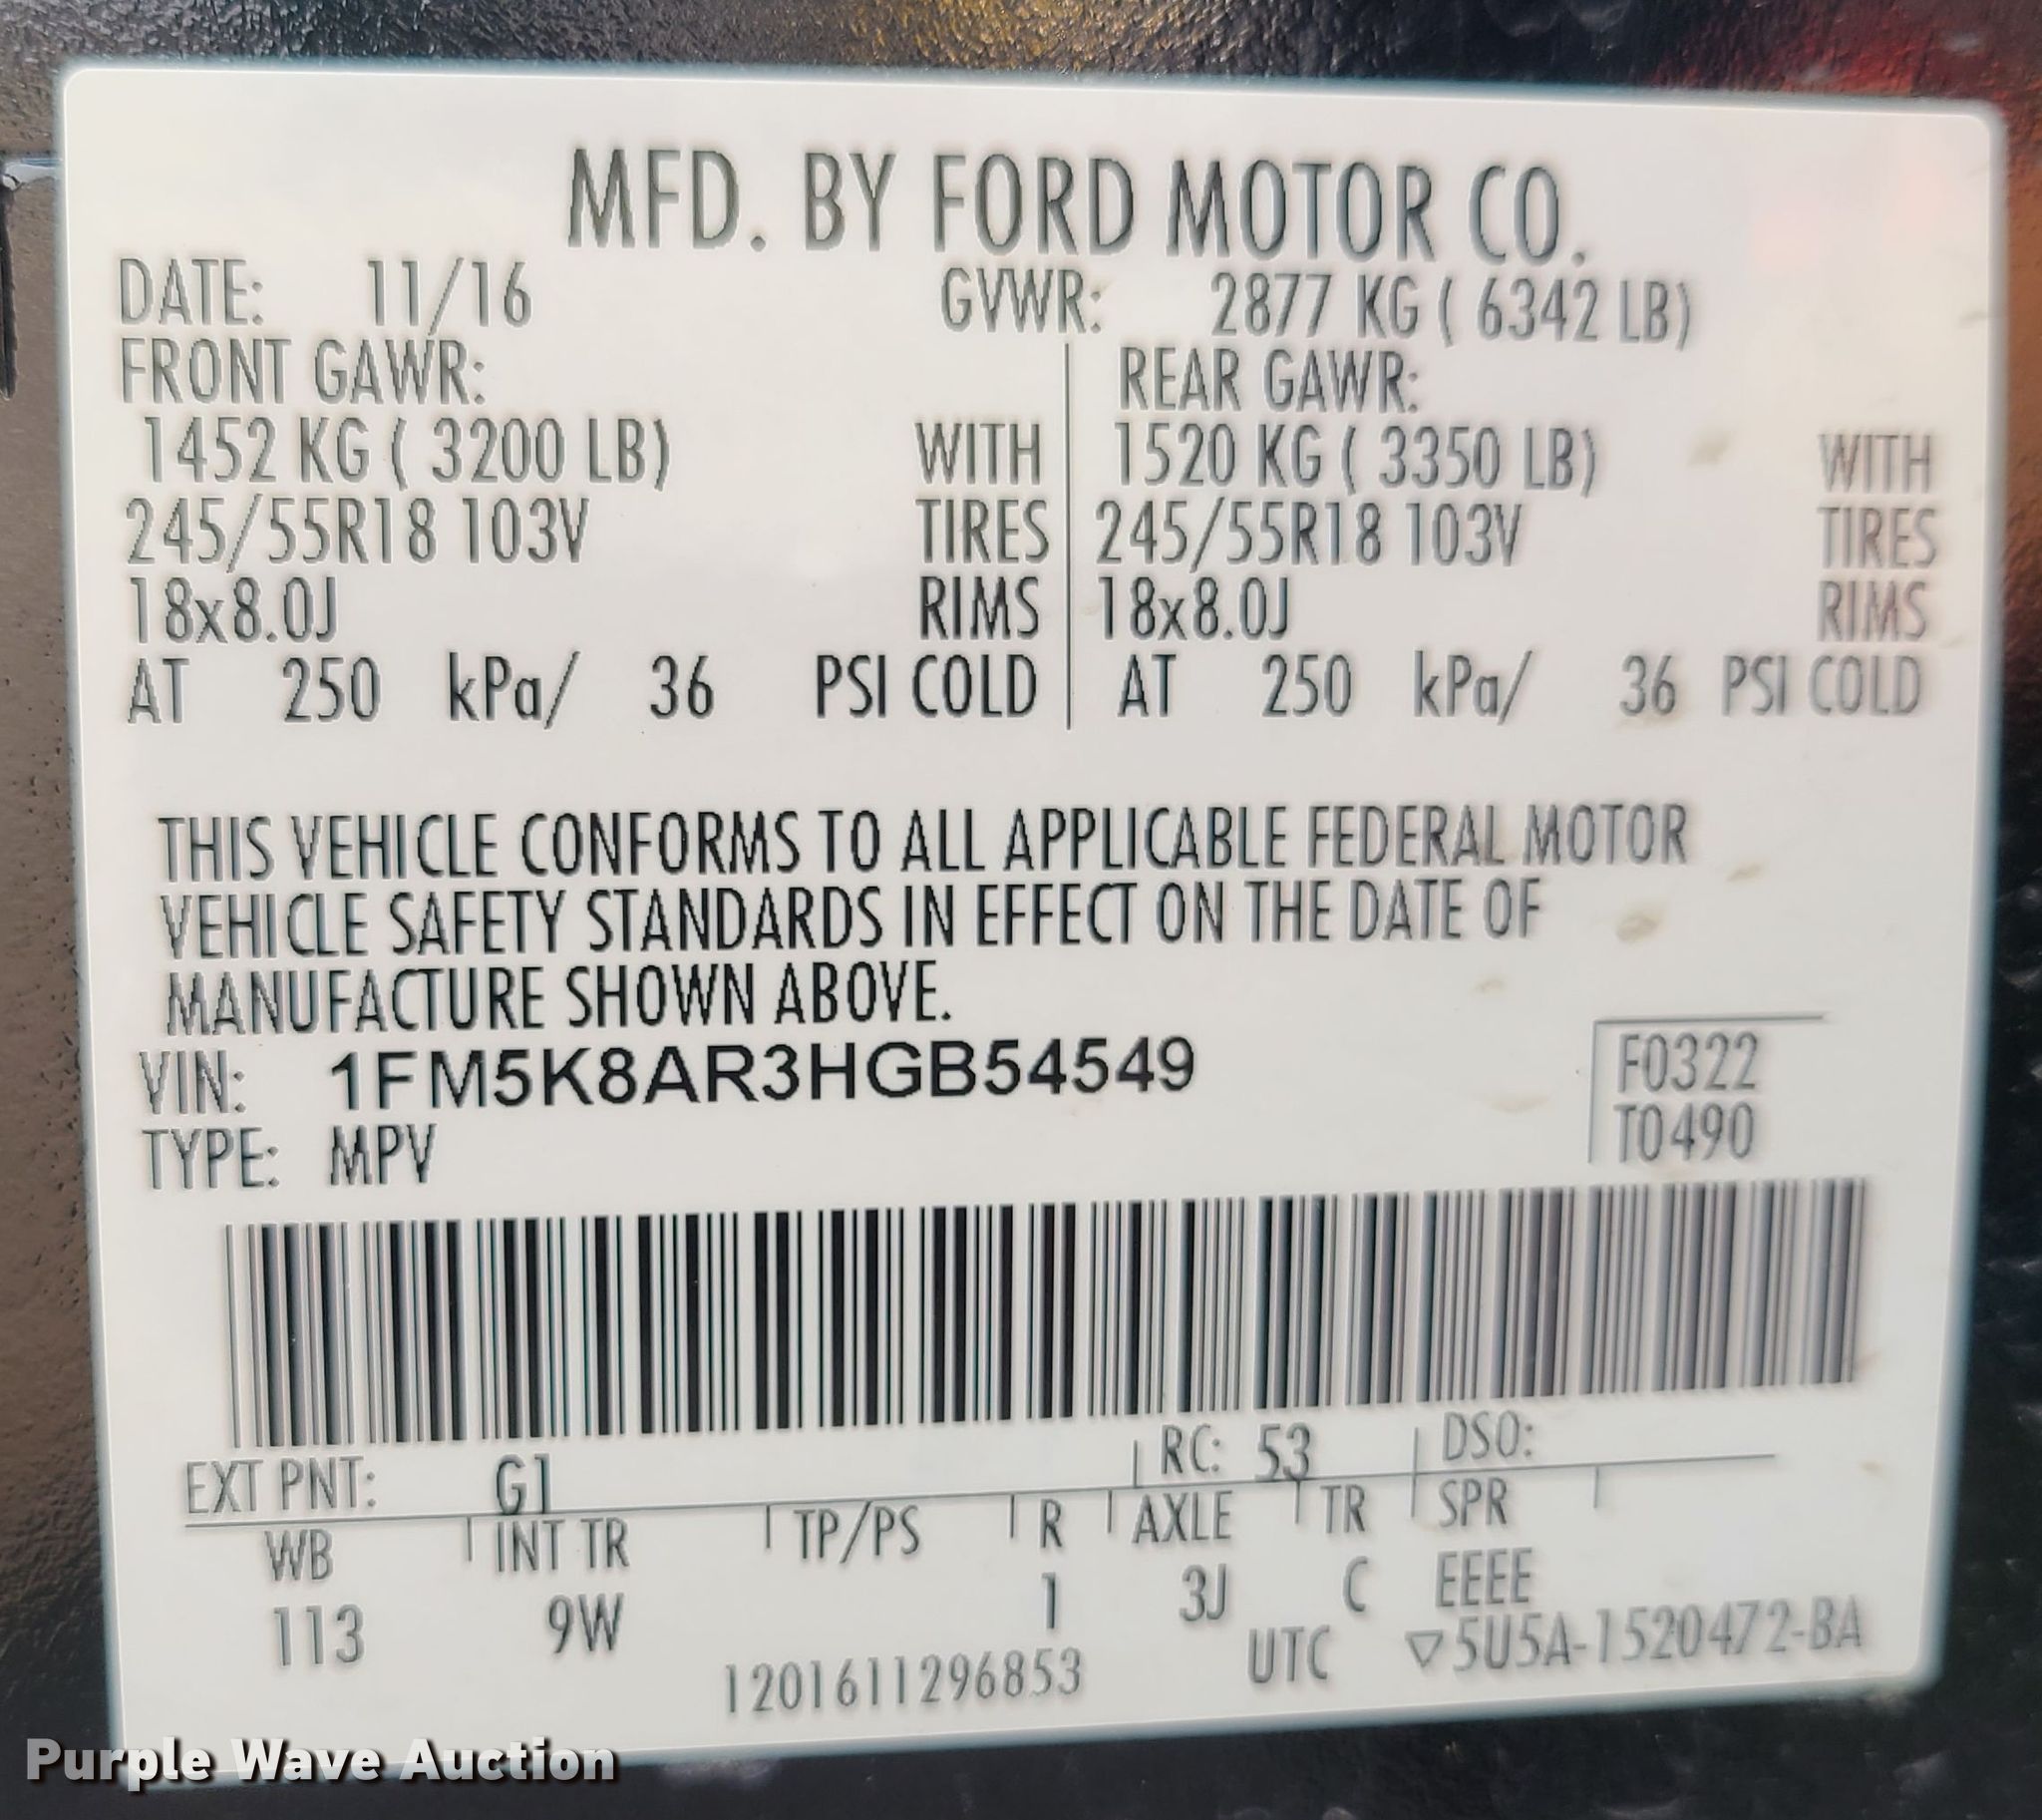 MFD. BY FORD MOTOR CO.
DATE: 11/16 GVWR: 2877 KG ( 6342 LB)
FRONT GAWR: REAR GAWR:
1452 KG ( 3200 LB) WITH 1520 KG ( 3350 LB) WITH
245/55R18 103V TIRES 245/55R18 103V TIRES
18x8.0J RIMS 18x8.0J RIMS
AT 250 kPa/ 36 PSI COLD AT 250 kPa/ 36 PSI COLD
THIS VEHICLE CONFORMS TO ALL APPLICABLE FEDERAL MOTOR
VEHICLE SAFETY STANDARDS IN EFFECT ON THE DATE OF
MANUFACTURE SHOWN ABOVE.
VIN: 1FM5K8AR3HGB54549 F0322
TYPE: MPV T0490
EXT PNT: G1 RC: 53 DSO:
WB INT TR TP/PS R AXLE TR SPR
113 9W 1 3J C EEEE
1201611296853 UTC ▽5U5A-1520472-BA
Purple Wave Auction